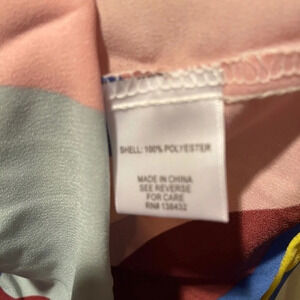 SHELL: 100% POLYESTER
MADE IN CHINA
SEE REVERSE
FOR CARE
RN# 138432